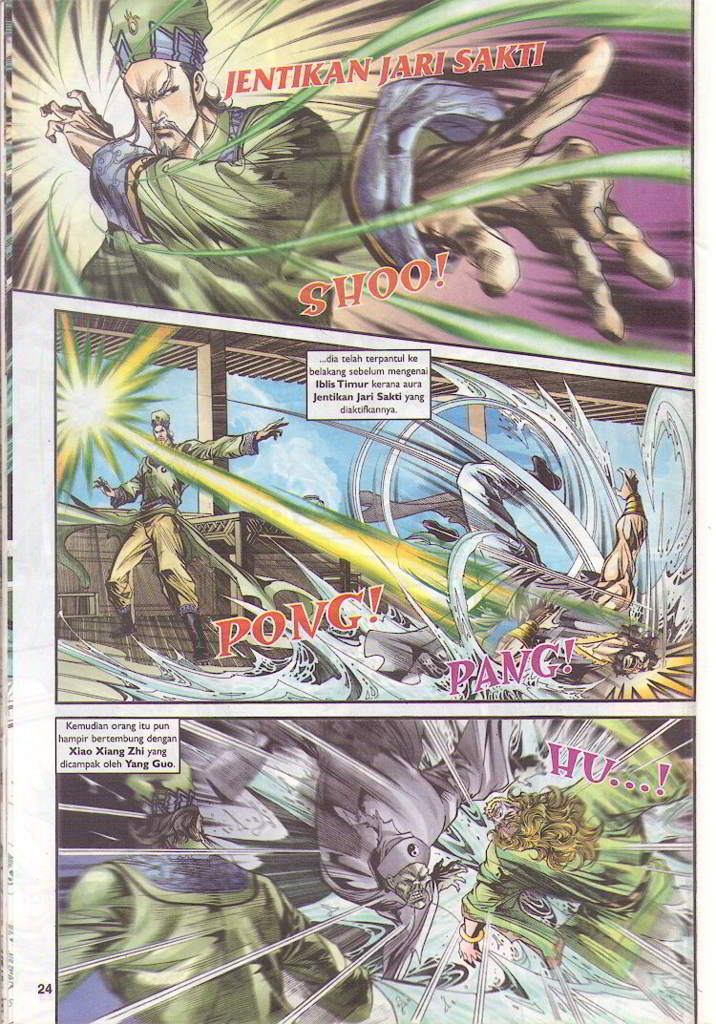 JENTIKAN JARI SAKTI
SHOO!
...dia telah terpantul ke
belakang sebelum mengenai
Iblis Timur kerana aura
Jentikan Jari Sakti yang
diaktifkannya.
PONG!
PANG!
Kemudian orang itu pun
hampir bertembung dengan
Xiao Xiang Zhi yang
dicampak oleh Yang Guo.
HU...!
24